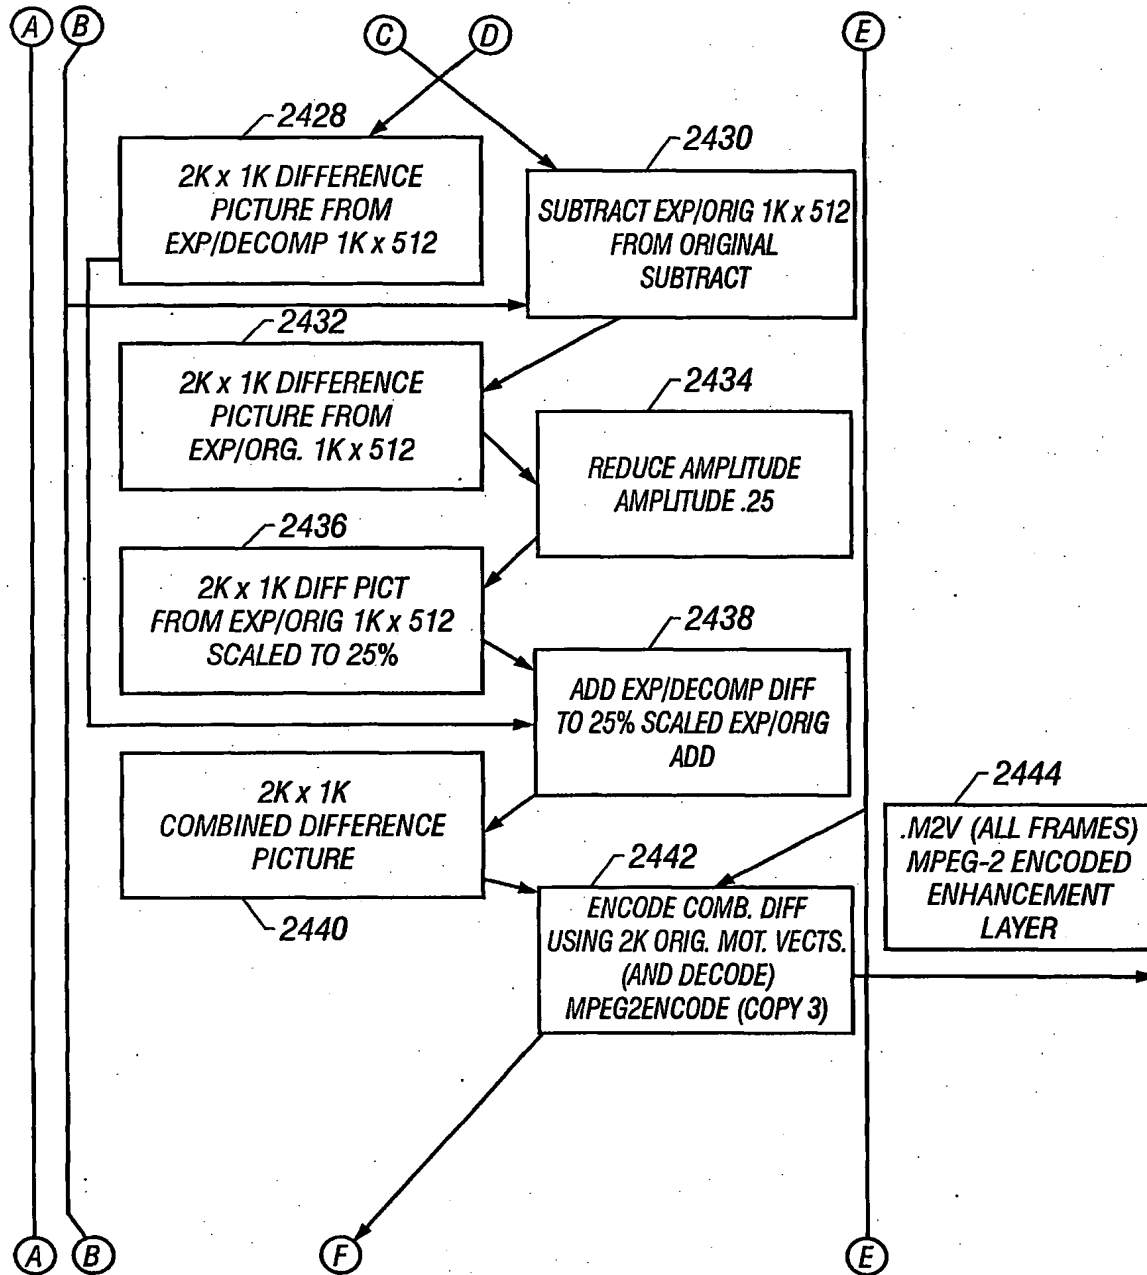 A B
C D
E
2428
2K x 1K DIFFERENCE
PICTURE FROM
EXP/DECOMP 1K x 512
2430
SUBTRACT EXP/ORIG 1K x 512
FROM ORIGINAL
SUBTRACT
2432
2K x 1K DIFFERENCE
PICTURE FROM
EXP/ORG. 1K x 512
2434
REDUCE AMPLITUDE
AMPLITUDE .25
2436
2K x 1K DIFF PICT
FROM EXP/ORIG 1K x 512
SCALED TO 25%
2438
ADD EXP/DECOMP DIFF
TO 25% SCALED EXP/ORIG
ADD
2K x 1K
COMBINED DIFFERENCE
PICTURE
2440
2442
ENCODE COMB. DIFF
USING 2K ORIG. MOT. VECTS.
(AND DECODE)
MPEG2ENCODE (COPY 3)
2444
.M2V (ALL FRAMES)
MPEG-2 ENCODED
ENHANCEMENT
LAYER
A B
F
E